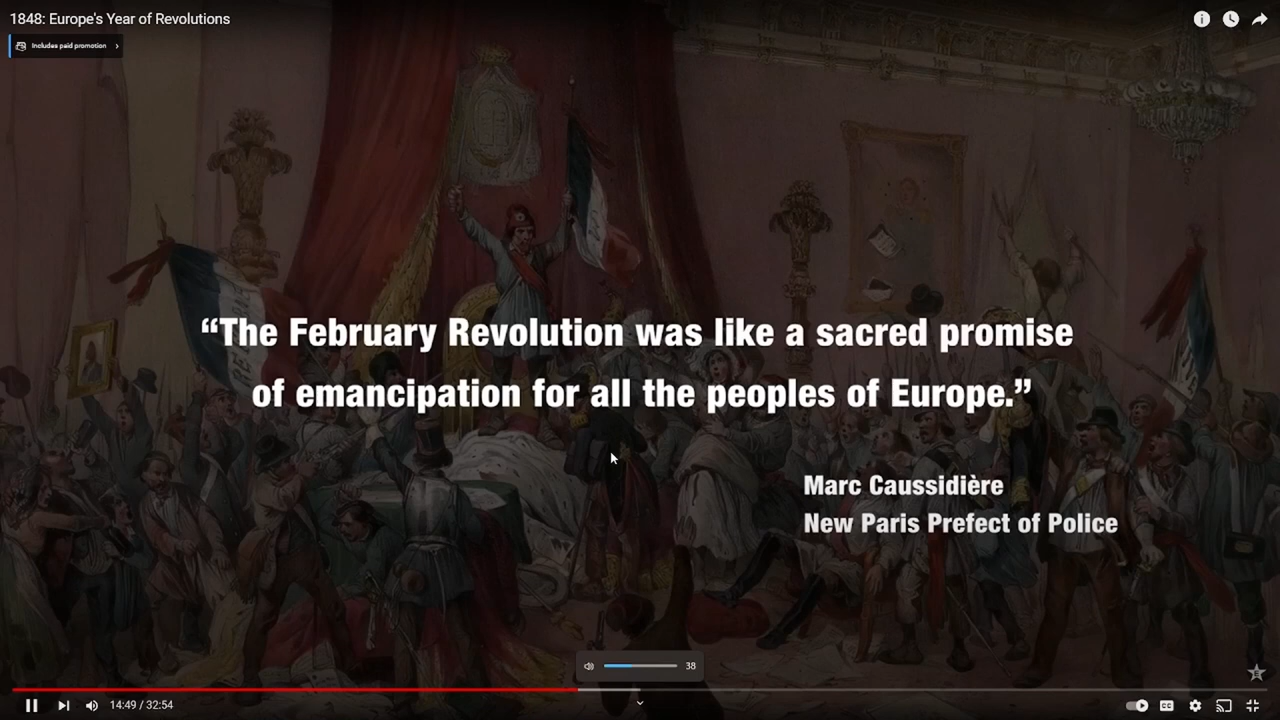 1848: Europe's Year of Revolutions
Includes paid promotion
“The February Revolution was like a sacred promise
of emancipation for all the peoples of Europe.”
Marc Caussidière
New Paris Prefect of Police
38
14:49 / 32:54
CC